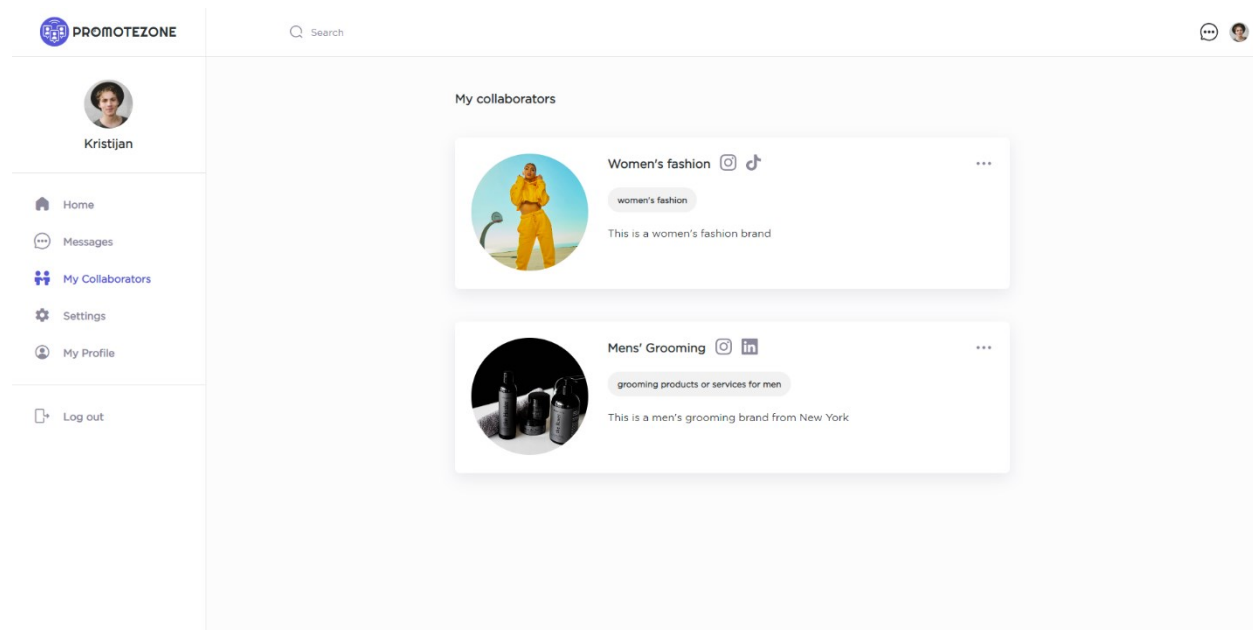 PROMOTEZONE
Search
Kristijan
Home
Messages
My Collaborators
Settings
My Profile
Log out
My collaborators
Women's fashion
women's fashion
This is a women's fashion brand
Mens' Grooming
in
grooming products or services for men
This is a men's grooming brand from New York